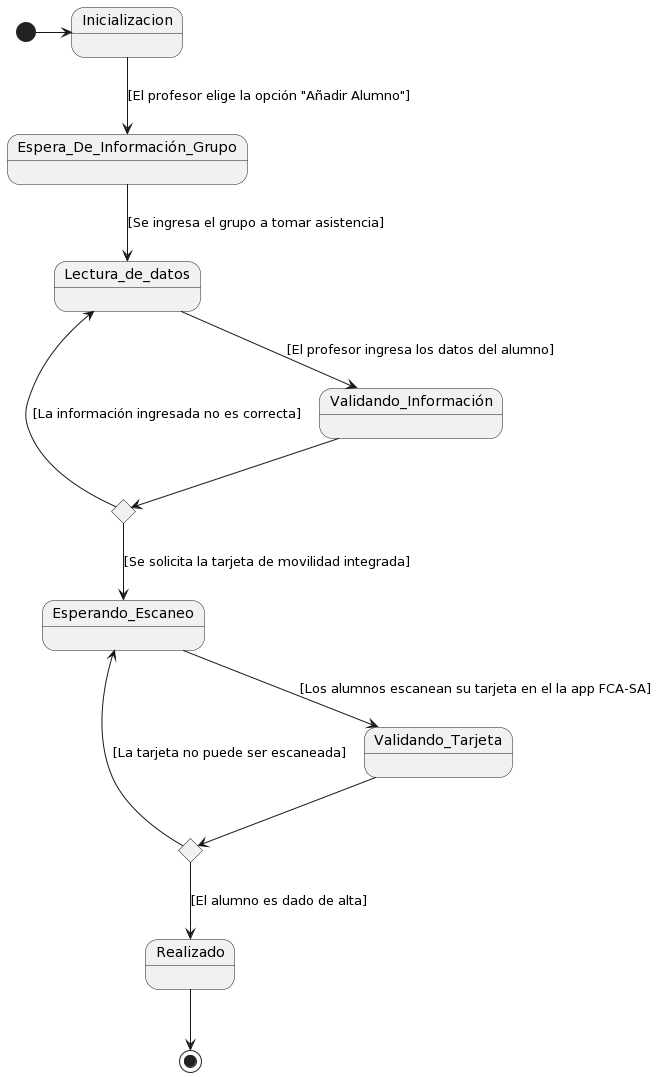 Inicializacion
[El profesor elige la opción "Añadir Alumno"]
Espera_De_Información_Grupo
[Se ingresa el grupo a tomar asistencia]
Lectura_de_datos
[El profesor ingresa los datos del alumno]
Validando_Información
[La información ingresada no es correcta]
[Se solicita la tarjeta de movilidad integrada]
Esperando_Escaneo
[Los alumnos escanean su tarjeta en el la app FCA-SA]
Validando_Tarjeta
[La tarjeta no puede ser escaneada]
[El alumno es dado de alta]
Realizado